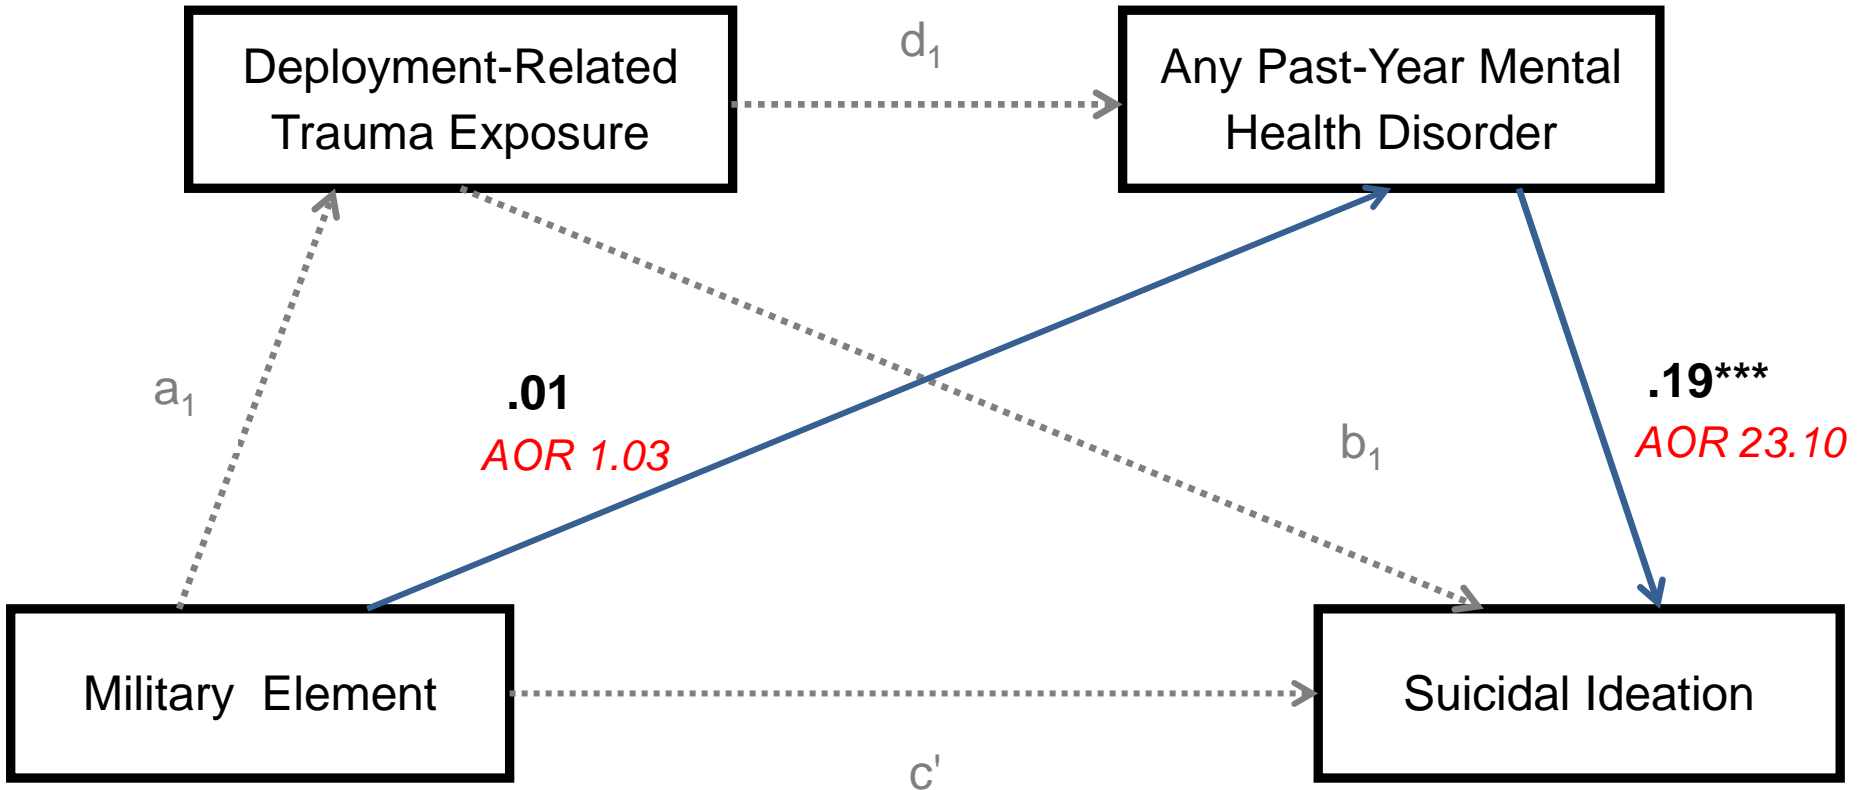 Deployment-Related
Trauma Exposure
d₁
Any Past-Year Mental
Health Disorder
a₁
.01
AOR 1.03
b₁
.19***
AOR 23.10
Military Element
c'
Suicidal Ideation